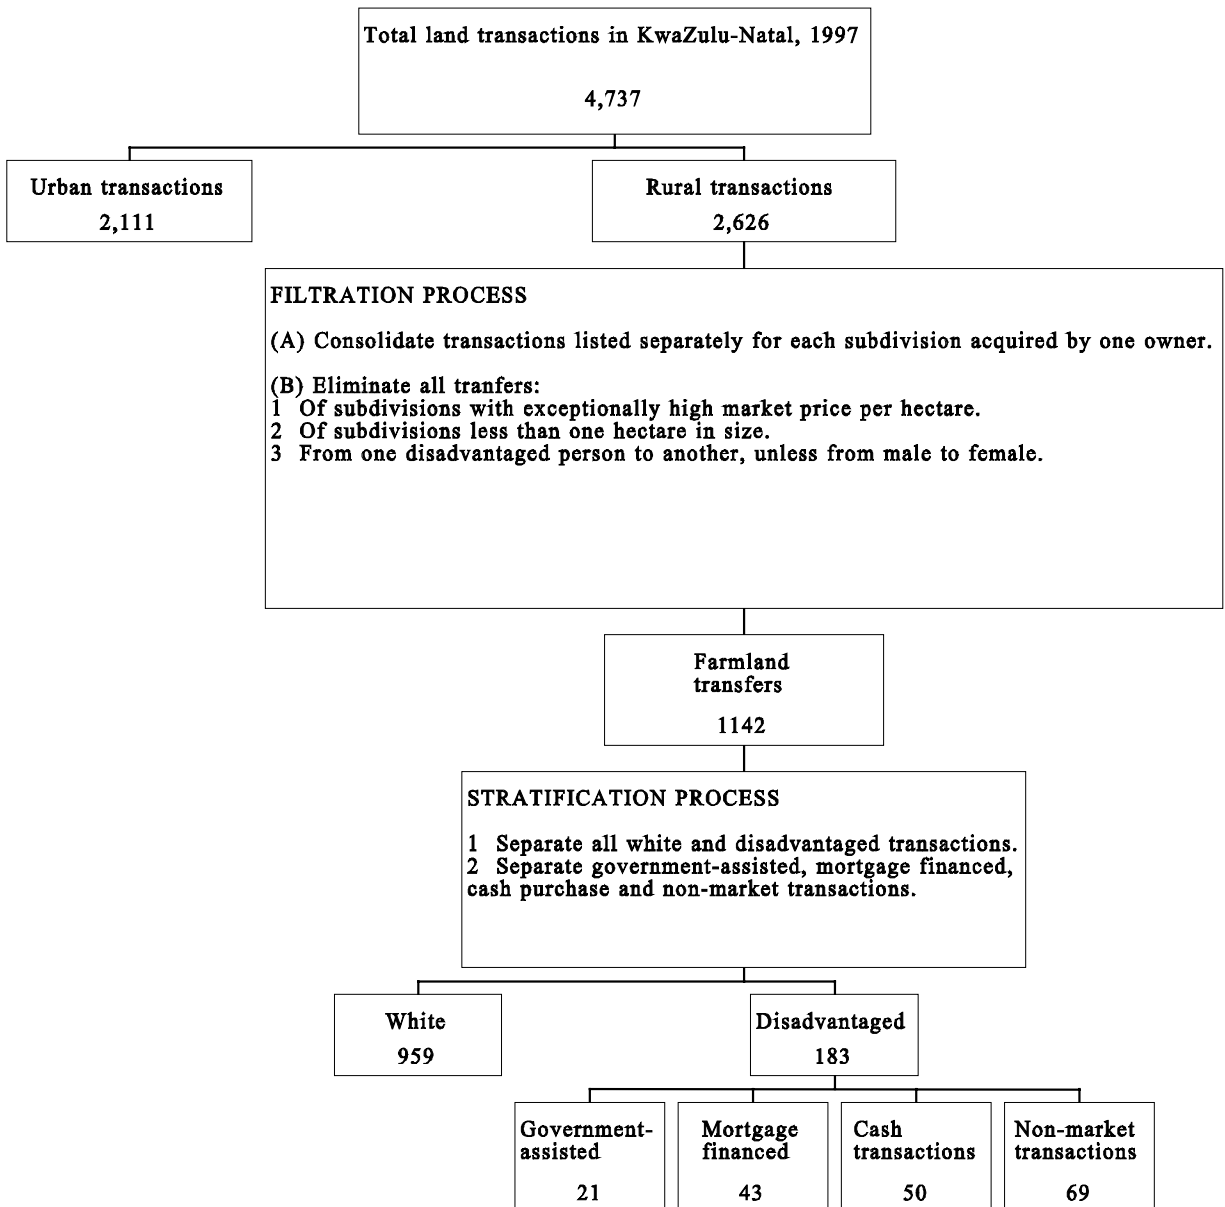 Total land transactions in KwaZulu-Natal, 1997
4,737
Urban transactions
2,111
Rural transactions
2,626
FILTRATION PROCESS
(A) Consolidate transactions listed separately for each subdivision acquired by one owner.
(B) Eliminate all tranfers:
1 Of subdivisions with exceptionally high market price per hectare.
2 Of subdivisions less than one hectare in size.
3 From one disadvantaged person to another, unless from male to female.
Farmland
transfers
1142
STRATIFICATION PROCESS
1 Separate all white and disadvantaged transactions.
2 Separate government-assisted, mortgage financed,
cash purchase and non-market transactions.
White
959
Disadvantaged
183
Government-
assisted
21
Mortgage
financed
43
Cash
transactions
50
Non-market
transactions
69